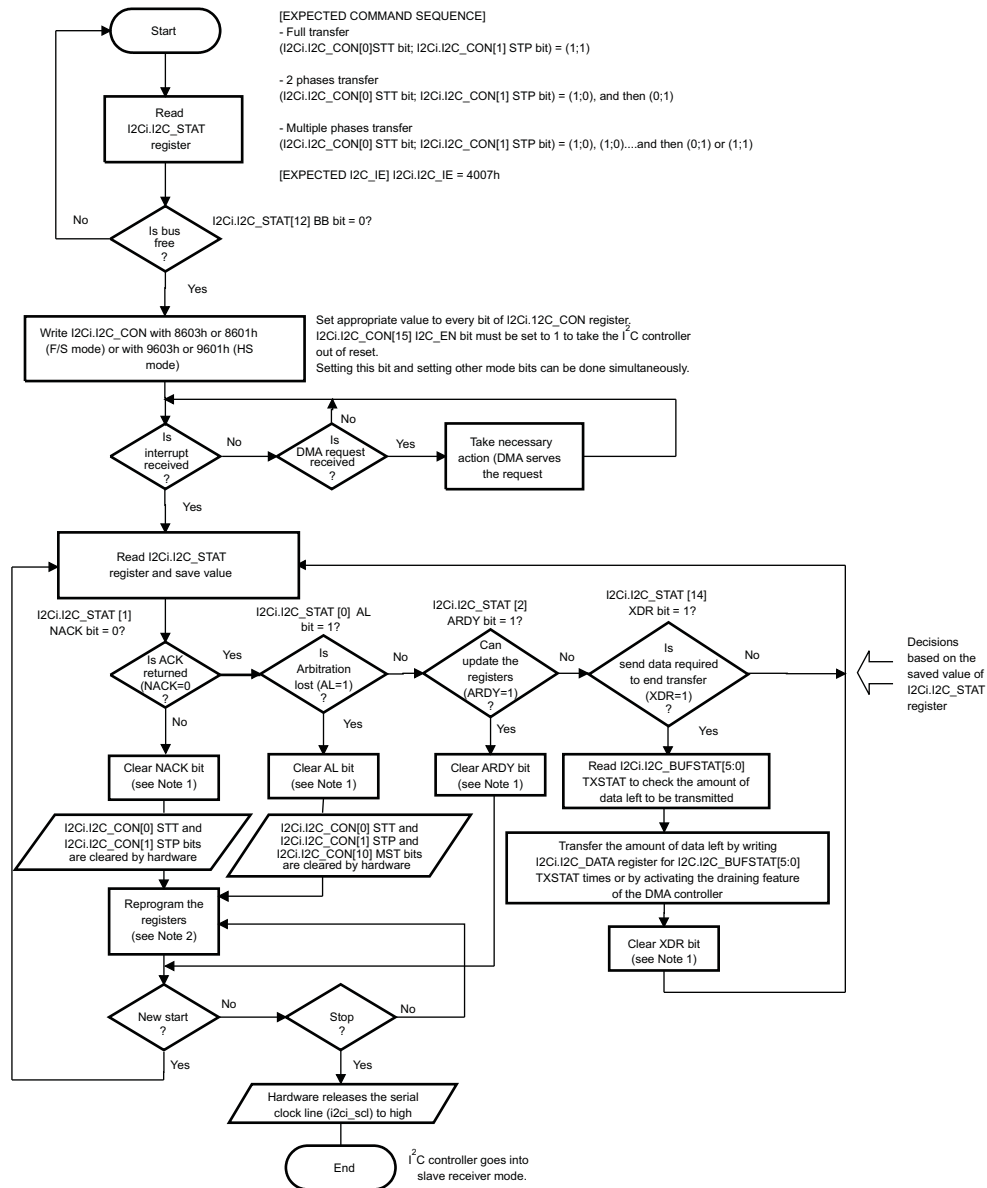 Start
[EXPECTED COMMAND SEQUENCE]
- Full transfer
(I2Ci.I2C_CON[0]STT bit; I2Ci.I2C_CON[1] STP bit) = (1;1)
- 2 phases transfer
(I2Ci.I2C_CON[0] STT bit; I2Ci.I2C_CON[1] STP bit) = (1;0), and then (0;1)
- Multiple phases transfer
(I2Ci.I2C_CON[0] STT bit; I2Ci.I2C_CON[1] STP bit) = (1;0), (1;0)....and then (0;1) or (1;1)
[EXPECTED I2C_IE] I2Ci.I2C_IE = 4007h
Read
I2Ci.I2C_STAT
register
No
I2Ci.I2C_STAT[12] BB bit = 0?
Is bus
free
?
Yes
Write I2Ci.I2C_CON with 8603h or 8601h
(F/S mode) or with 9603h or 9601h (HS
mode)
Set appropriate value to every bit of I2Ci.12C_CON register.
I2Ci.I2C_CON[15] I2C_EN bit must be set to 1 to take the I²C controller
out of reset.
Setting this bit and setting other mode bits can be done simultaneously.
Is
interrupt
received
?
No
Is
DMA request
received
?
No
Yes
Take necessary
action (DMA serves
the request
Yes
Read I2Ci.I2C_STAT
register and save value
I2Ci.I2C_STAT [1]
NACK bit = 0?
I2Ci.I2C_STAT [0] AL
bit = 1?
I2Ci.I2C_STAT [2]
ARDY bit = 1?
I2Ci.I2C_STAT [14]
XDR bit = 1?
Is ACK
returned
(NACK=0
?
Yes
Is
Arbitration
lost (AL=1)
?
No
Can
update the
registers
(ARDY=1)
?
No
Is
send data required
to end transfer
(XDR=1)
?
No
Decisions
based on the
saved value of
I2Ci.I2C_STAT
register
No
Yes
Yes
Yes
Clear NACK bit
(see Note 1)
Clear AL bit
(see Note 1)
Clear ARDY bit
(see Note 1)
Read I2Ci.I2C_BUFSTAT[5:0]
TXSTAT to check the amount of
data left to be transmitted
I2Ci.I2C_CON[0] STT and
I2Ci.I2C_CON[1] STP bits
are cleared by hardware
I2Ci.I2C_CON[0] STT and
I2Ci.I2C_CON[1] STP and
I2Ci.I2C_CON[10] MST bits
are cleared by hardware
Transfer the amount of data left by writing
I2Ci.I2C_DATA register for I2C.I2C_BUFSTAT[5:0]
TXSTAT times or by activating the draining feature
of the DMA controller
Reprogram the
registers
(see Note 2)
Clear XDR bit
(see Note 1)
New start
?
No
Stop
?
No
Yes
Yes
Hardware releases the serial
clock line (i2ci_scl) to high
End
I²C controller goes into
slave receiver mode.